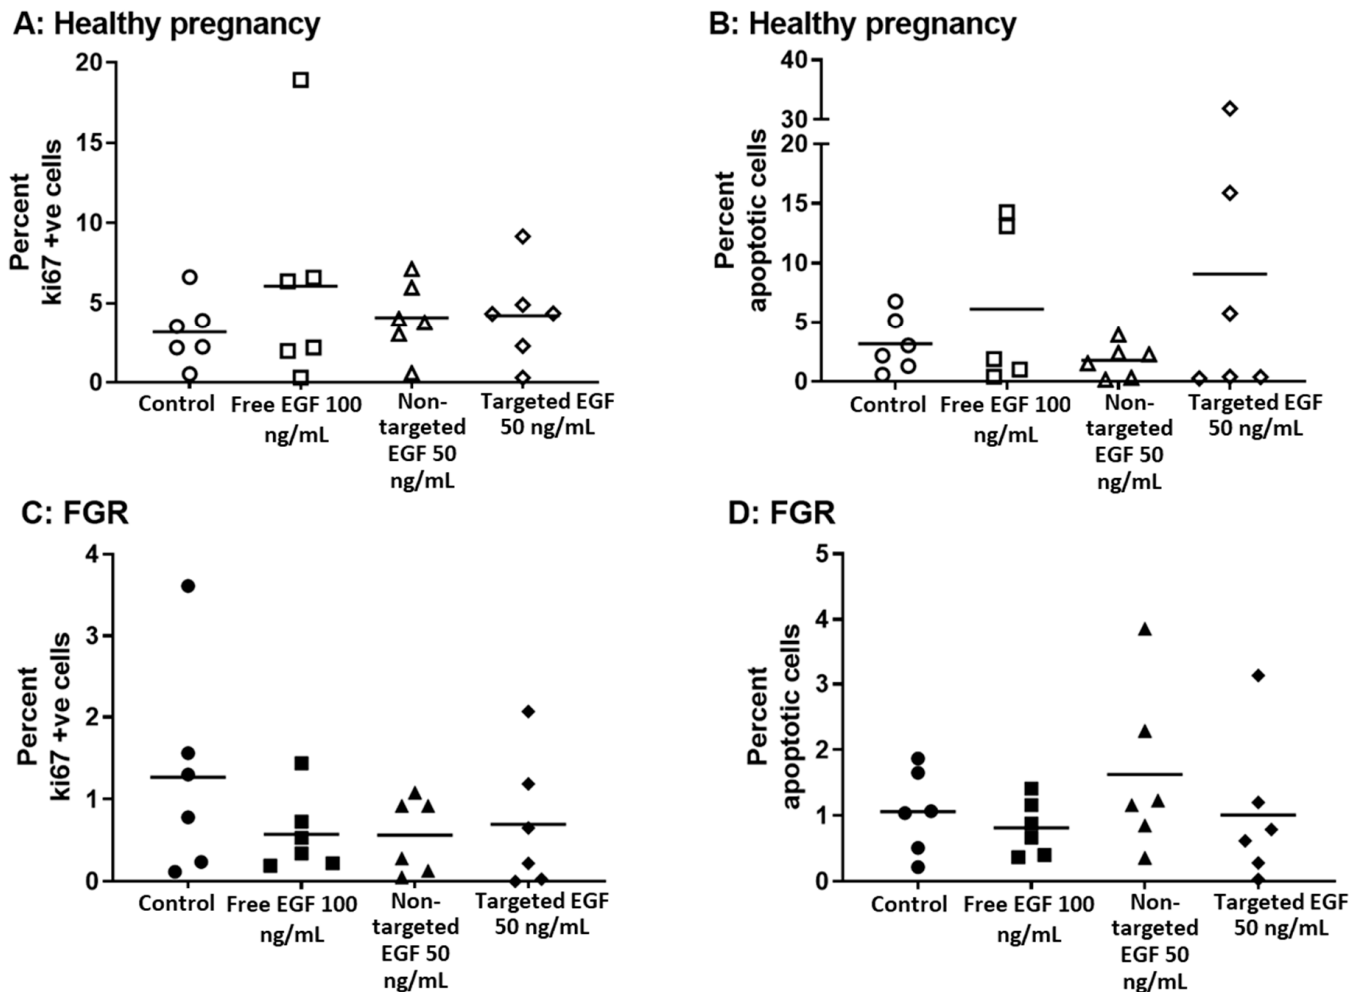 A: Healthy pregnancy
Percent
ki67 +ve cells
20
15
10
5
0
Control
Free EGF 100
ng/mL
Non-
targeted
EGF 50
ng/mL
Targeted EGF
50 ng/mL
B: Healthy pregnancy
Percent
apoptotic cells
40
30
20
15
10
5
0
Control
Free EGF 100
ng/mL
Non-
targeted
EGF 50
ng/mL
Targeted EGF
50 ng/mL
C: FGR
Percent
ki67 +ve cells
4
3
2
1
0
Control
Free EGF 100
ng/mL
Non-
targeted
EGF 50
ng/mL
Targeted EGF
50 ng/mL
D: FGR
Percent
apoptotic cells
5
4
3
2
1
0
Control
Free EGF 100
ng/mL
Non-
targeted
EGF 50
ng/mL
Targeted EGF
50 ng/mL